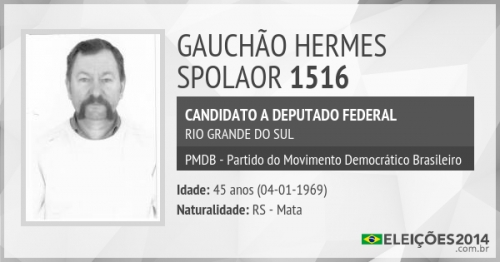 GAUCHÃO HERMES
SPOLAOR 1516
CANDIDATO A DEPUTADO FEDERAL
RIO GRANDE DO SUL
PMDB - Partido do Movimento Democrático Brasileiro
Idade: 45 anos (04-01-1969)
Naturalidade: RS - Mata
ELEIÇÕES2014
.com.br